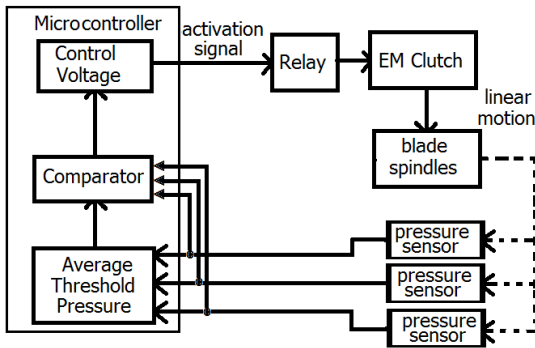 Microcontroller
Control
Voltage
activation
signal
Relay
EM Clutch
linear
motion
blade
spindles
Comparator
Average
Threshold
Pressure
pressure
sensor
pressure
sensor
pressure
sensor